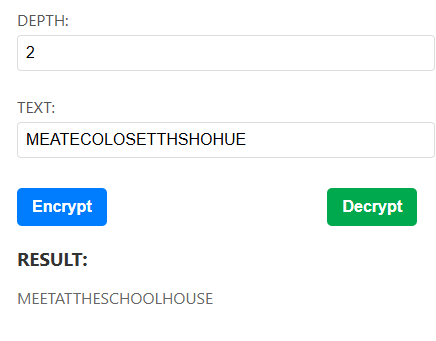 DEPTH:
2
TEXT:
MEATECOLOSETTHSHOHUE
Encrypt Decrypt
RESULT:
MEETATTHESCHOOLHOUSE